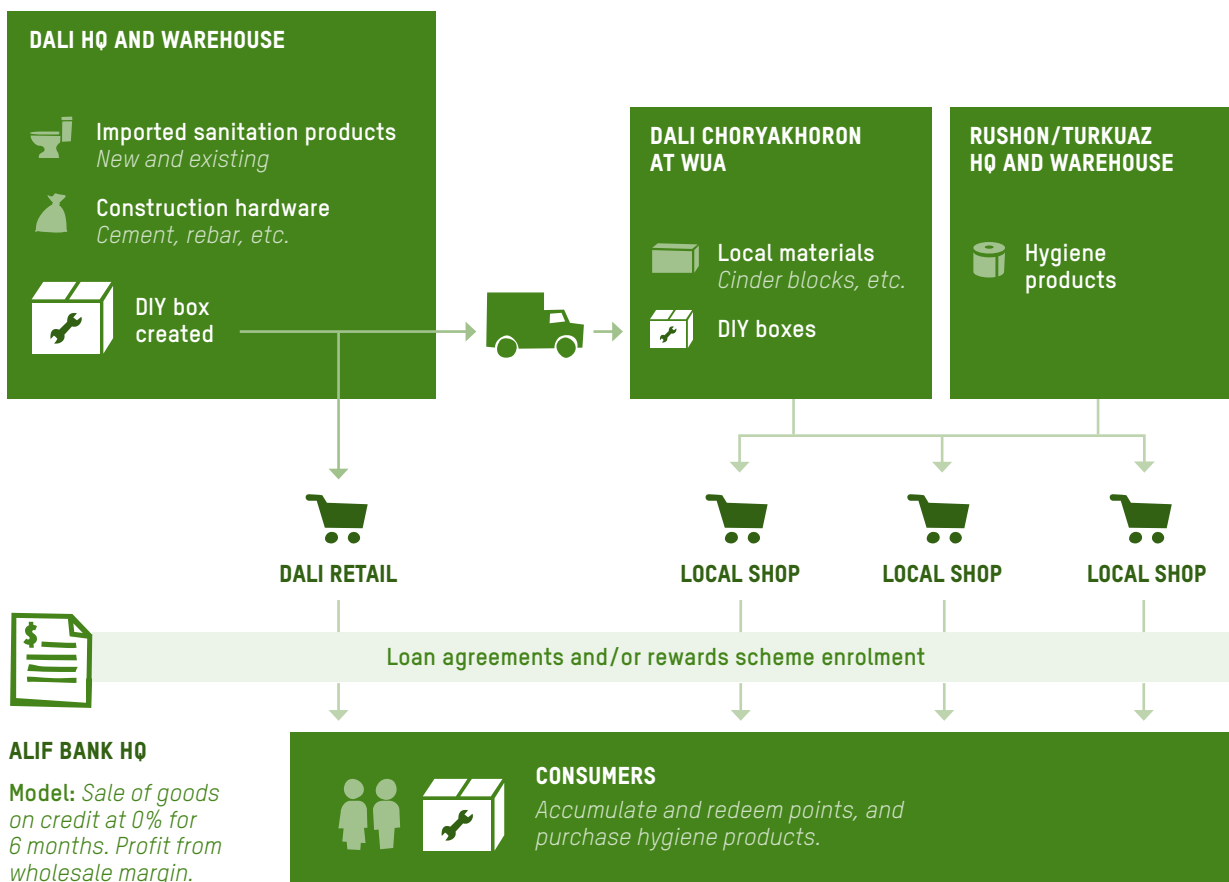 DALI HQ AND WAREHOUSE
Imported sanitation products
New and existing
Construction hardware
Cement, rebar, etc.
DIY box
created
DALI CHORYAKHORON
AT WUA
Local materials
Cinder blocks, etc.
DIY boxes
RUSHON/TURKUAZ
HQ AND WAREHOUSE
Hygiene
products
DALI RETAIL
LOCAL SHOP
LOCAL SHOP
LOCAL SHOP
$
Loan agreements and/or rewards scheme enrolment
ALIF BANK HQ
Model: Sale of goods
on credit at 0% for
6 months. Profit from
wholesale margin.
CONSUMERS
Accumulate and redeem points, and
purchase hygiene products.